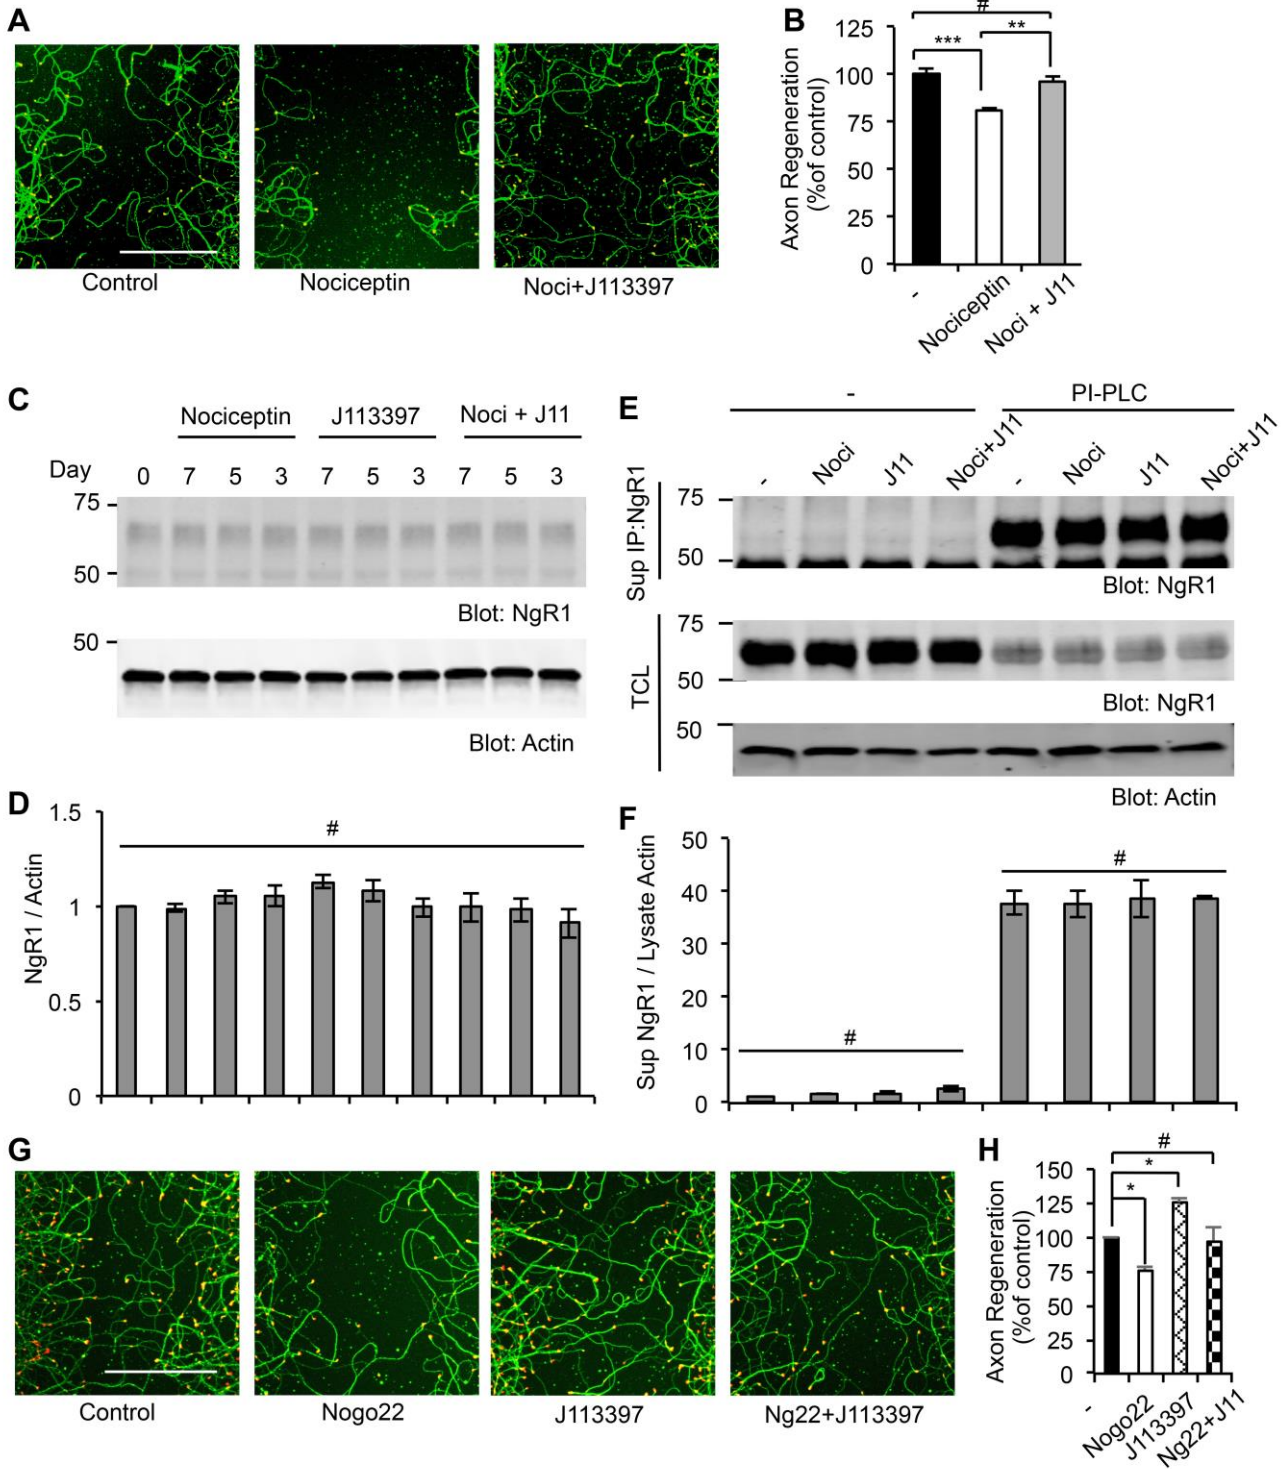 A
Control
Nociceptin
Noci+J113397
B
#
***
**
125
100
75
50
25
0
Axon Regeneration
(%of control)
-
Nociceptin
Noci + J11
C
Nociceptin
J113397
Noci + J11
Day
0
7
5
3
7
5
3
7
5
3
75
50
Blot: NgR1
50
Blot: Actin
E
-
PI-PLC
-
Noci
J11
Noci+J11
-
Noci
J11
Noci+J11
Sup IP:NgR1
75
50
Blot: NgR1
TCL
75
50
Blot: NgR1
50
Blot: Actin
D
1.5
1
0.5
0
NgR1 / Actin
#
F
50
40
30
20
10
0
Sup NgR1 / Lysate Actin
#
#
G
Control
Nogo22
J113397
Ng22+J113397
H
#
*
*
150
125
100
75
50
25
0
Axon Regeneration
(%of control)
-
Nogo22
J113397
Ng22+J11